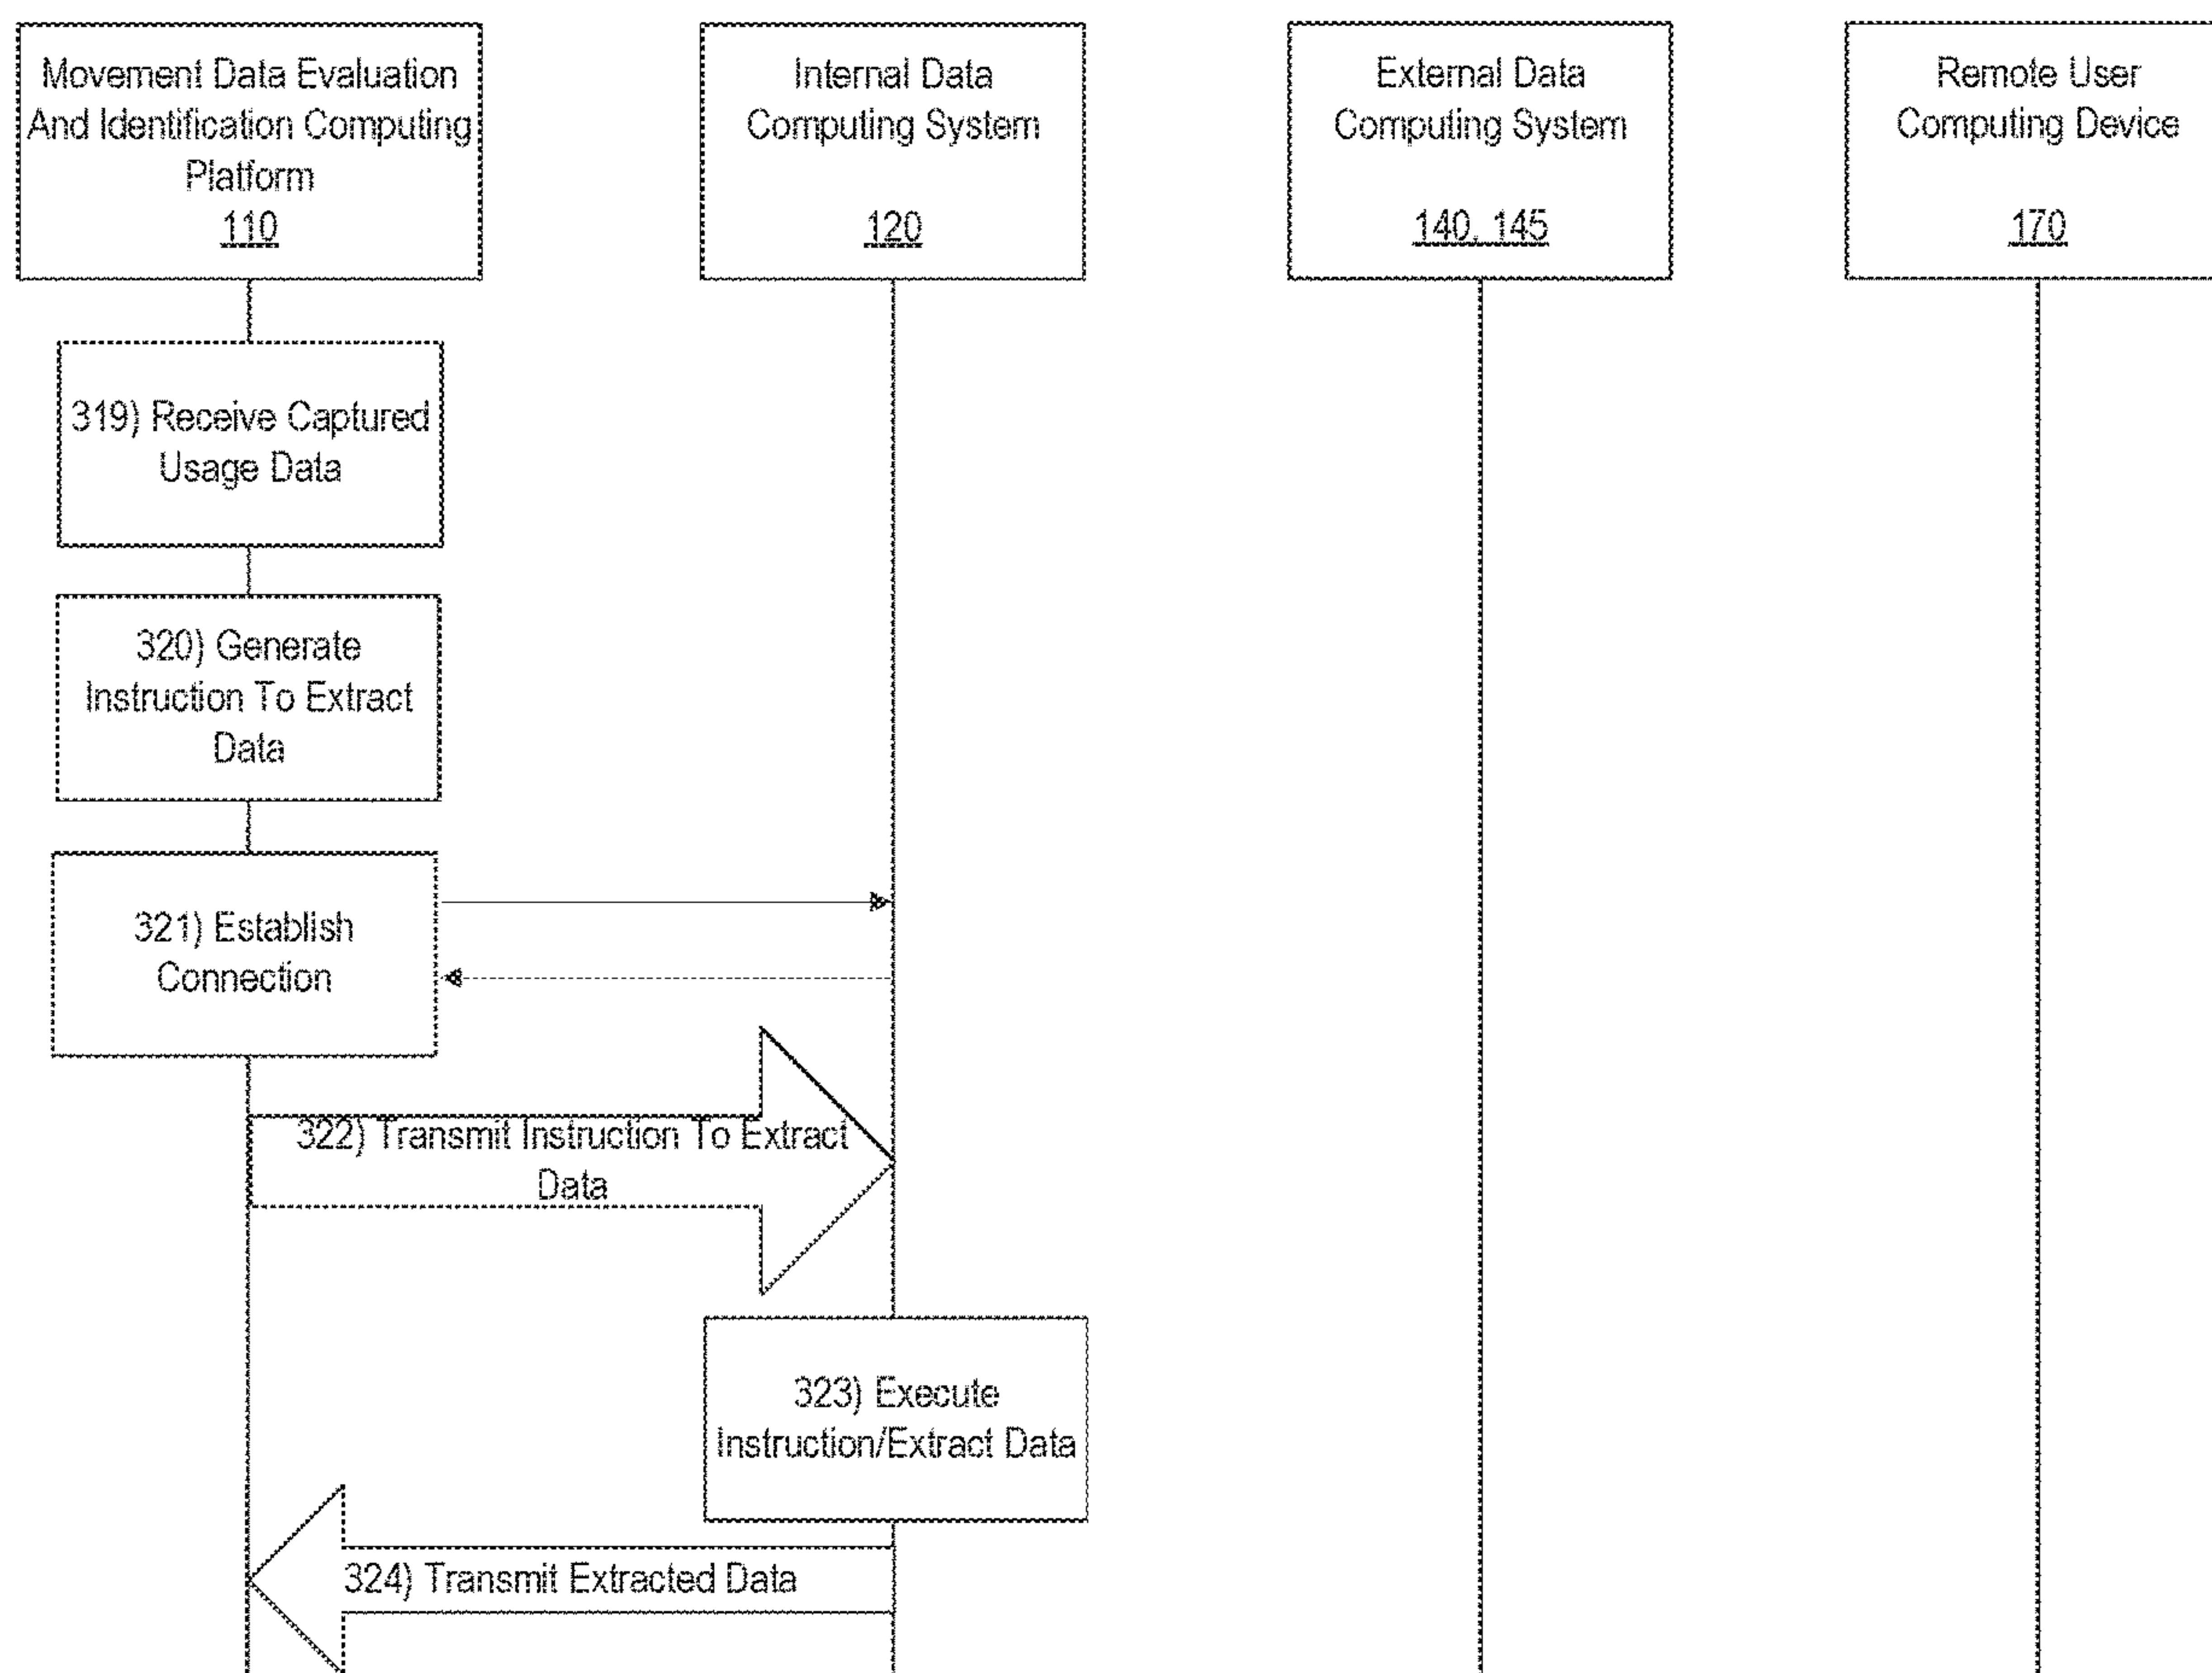 Movement Data Evaluation
And Identification Computing
Platform
110
Internal Data
Computing System
120
External Data
Computing System
140, 145
Remote User
Computing Device
170
319) Receive Captured
Usage Data
320) Generate
Instruction To Extract
Data
321) Establish
Connection
322) Transmit Instruction To Extract
Data
323) Execute
Instruction/Extract Data
324) Transmit Extracted Data